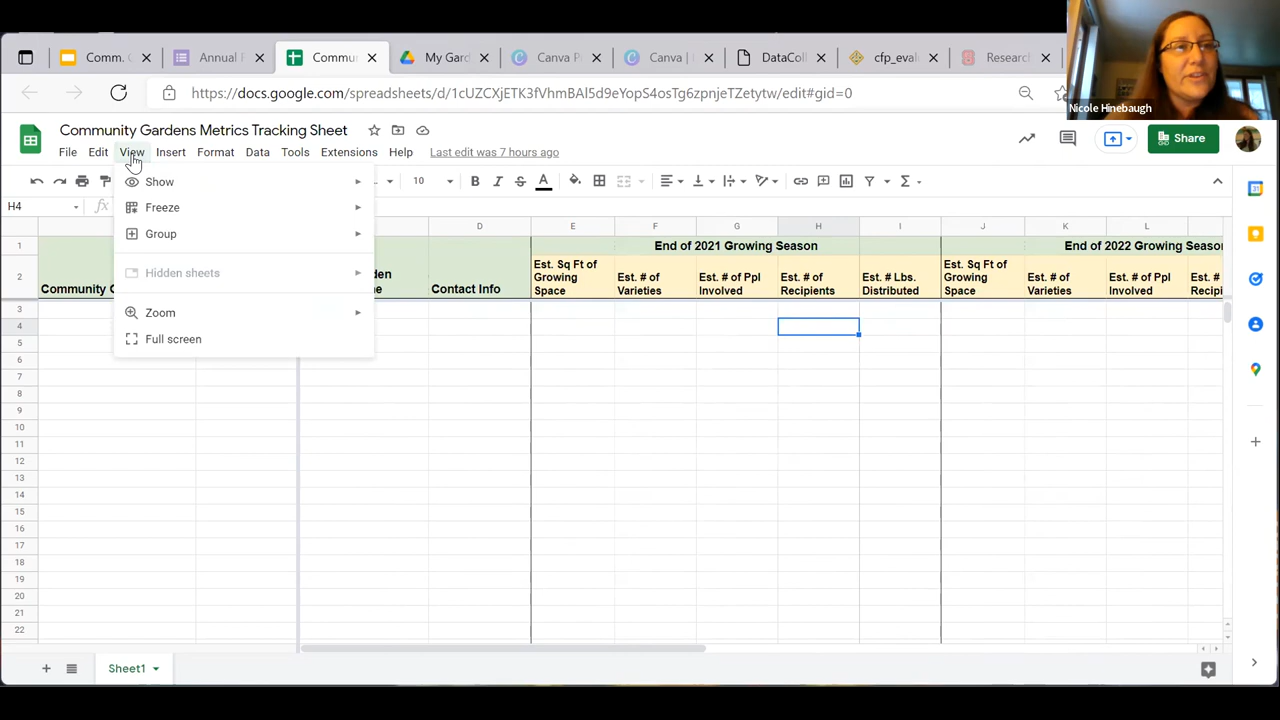 Comm. G
Annual F
Commun
My Gard
Canva P
Canva |
DataColl
cfp_evalu
Research
Nicole Hinebaugh
https://docs.google.com/spreadsheets/d/1cUZCXjETK3fVhmBAl5d9eYopS4osTg6zpnjeTZetytw/edit#gid=0
Community Gardens Metrics Tracking Sheet
Share
File Edit View Insert Format Data Tools Extensions Help Last edit was 7 hours ago
10 B I S A
H4 fx
Show
Freeze
Group
Hidden sheets
Zoom
Full screen
D E F G H I J K L
1 End of 2021 Growing Season End of 2022 Growing Season
2 Community G
Contact Info
Est. Sq Ft of
Growing
Space
Est. # of
Varieties
Est. # of Ppl
Involved
Est. # of
Recipients
Est. # Lbs.
Distributed
Est. Sq Ft of
Growing
Space
Est. # of
Varieties
Est. # of Ppl
Involved
Est. #
Recipi
3
4
5
6
7
8
9
10
11
12
13
14
15
16
17
18
19
20
21
22
Sheet1